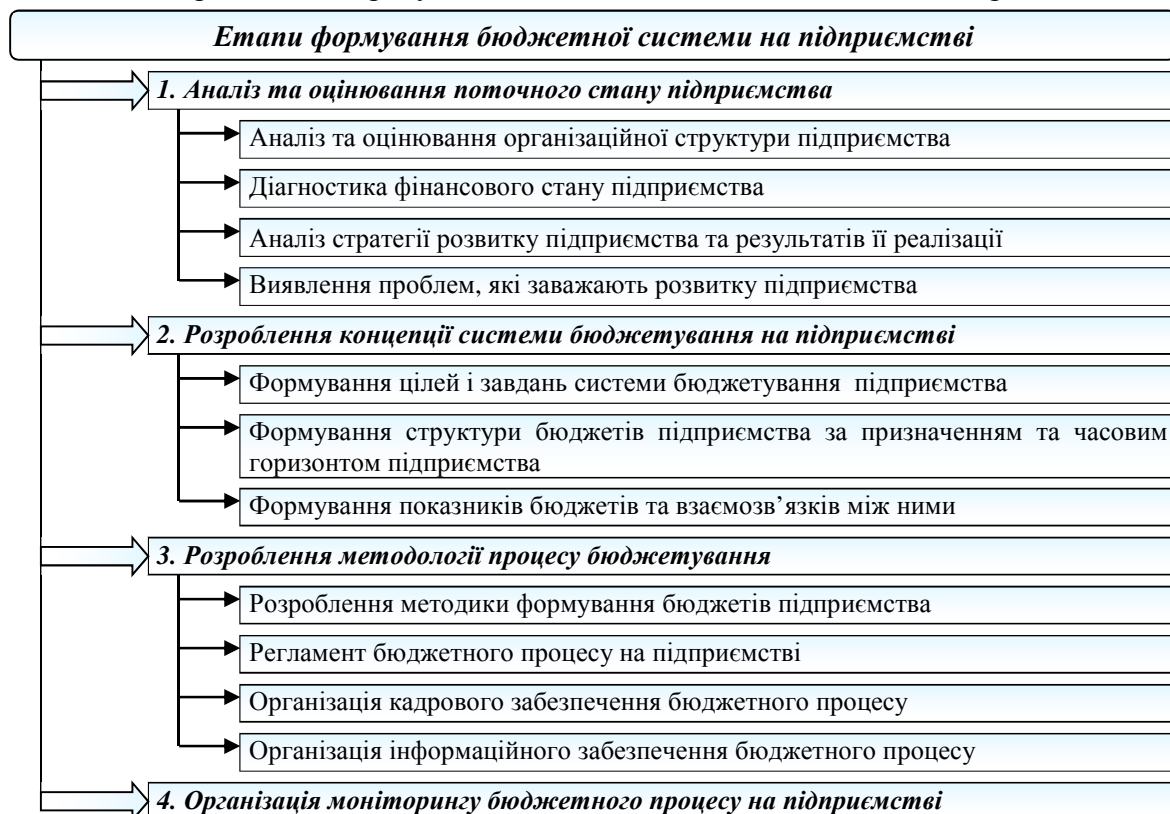 Етапи формування бюджетної системи на підприємстві
1. Аналіз та оцінювання поточного стану підприємства
Аналіз та оцінювання організаційної структури підприємства
Діагностика фінансового стану підприємства
Аналіз стратегії розвитку підприємства та результатів її реалізації
Виявлення проблем, які заважають розвитку підприємства
2. Розроблення концепції системи бюджетування на підприємстві
Формування цілей і завдань системи бюджетування підприємства
Формування структури бюджетів підприємства за призначенням та часовим
горизонтом підприємства
Формування показників бюджетів та взаємозв’язків між ними
3. Розроблення методології процесу бюджетування
Розроблення методики формування бюджетів підприємства
Регламент бюджетного процесу на підприємстві
Організація кадрового забезпечення бюджетного процесу
Організація інформаційного забезпечення бюджетного процесу
4. Організація моніторингу бюджетного процесу на підприємстві